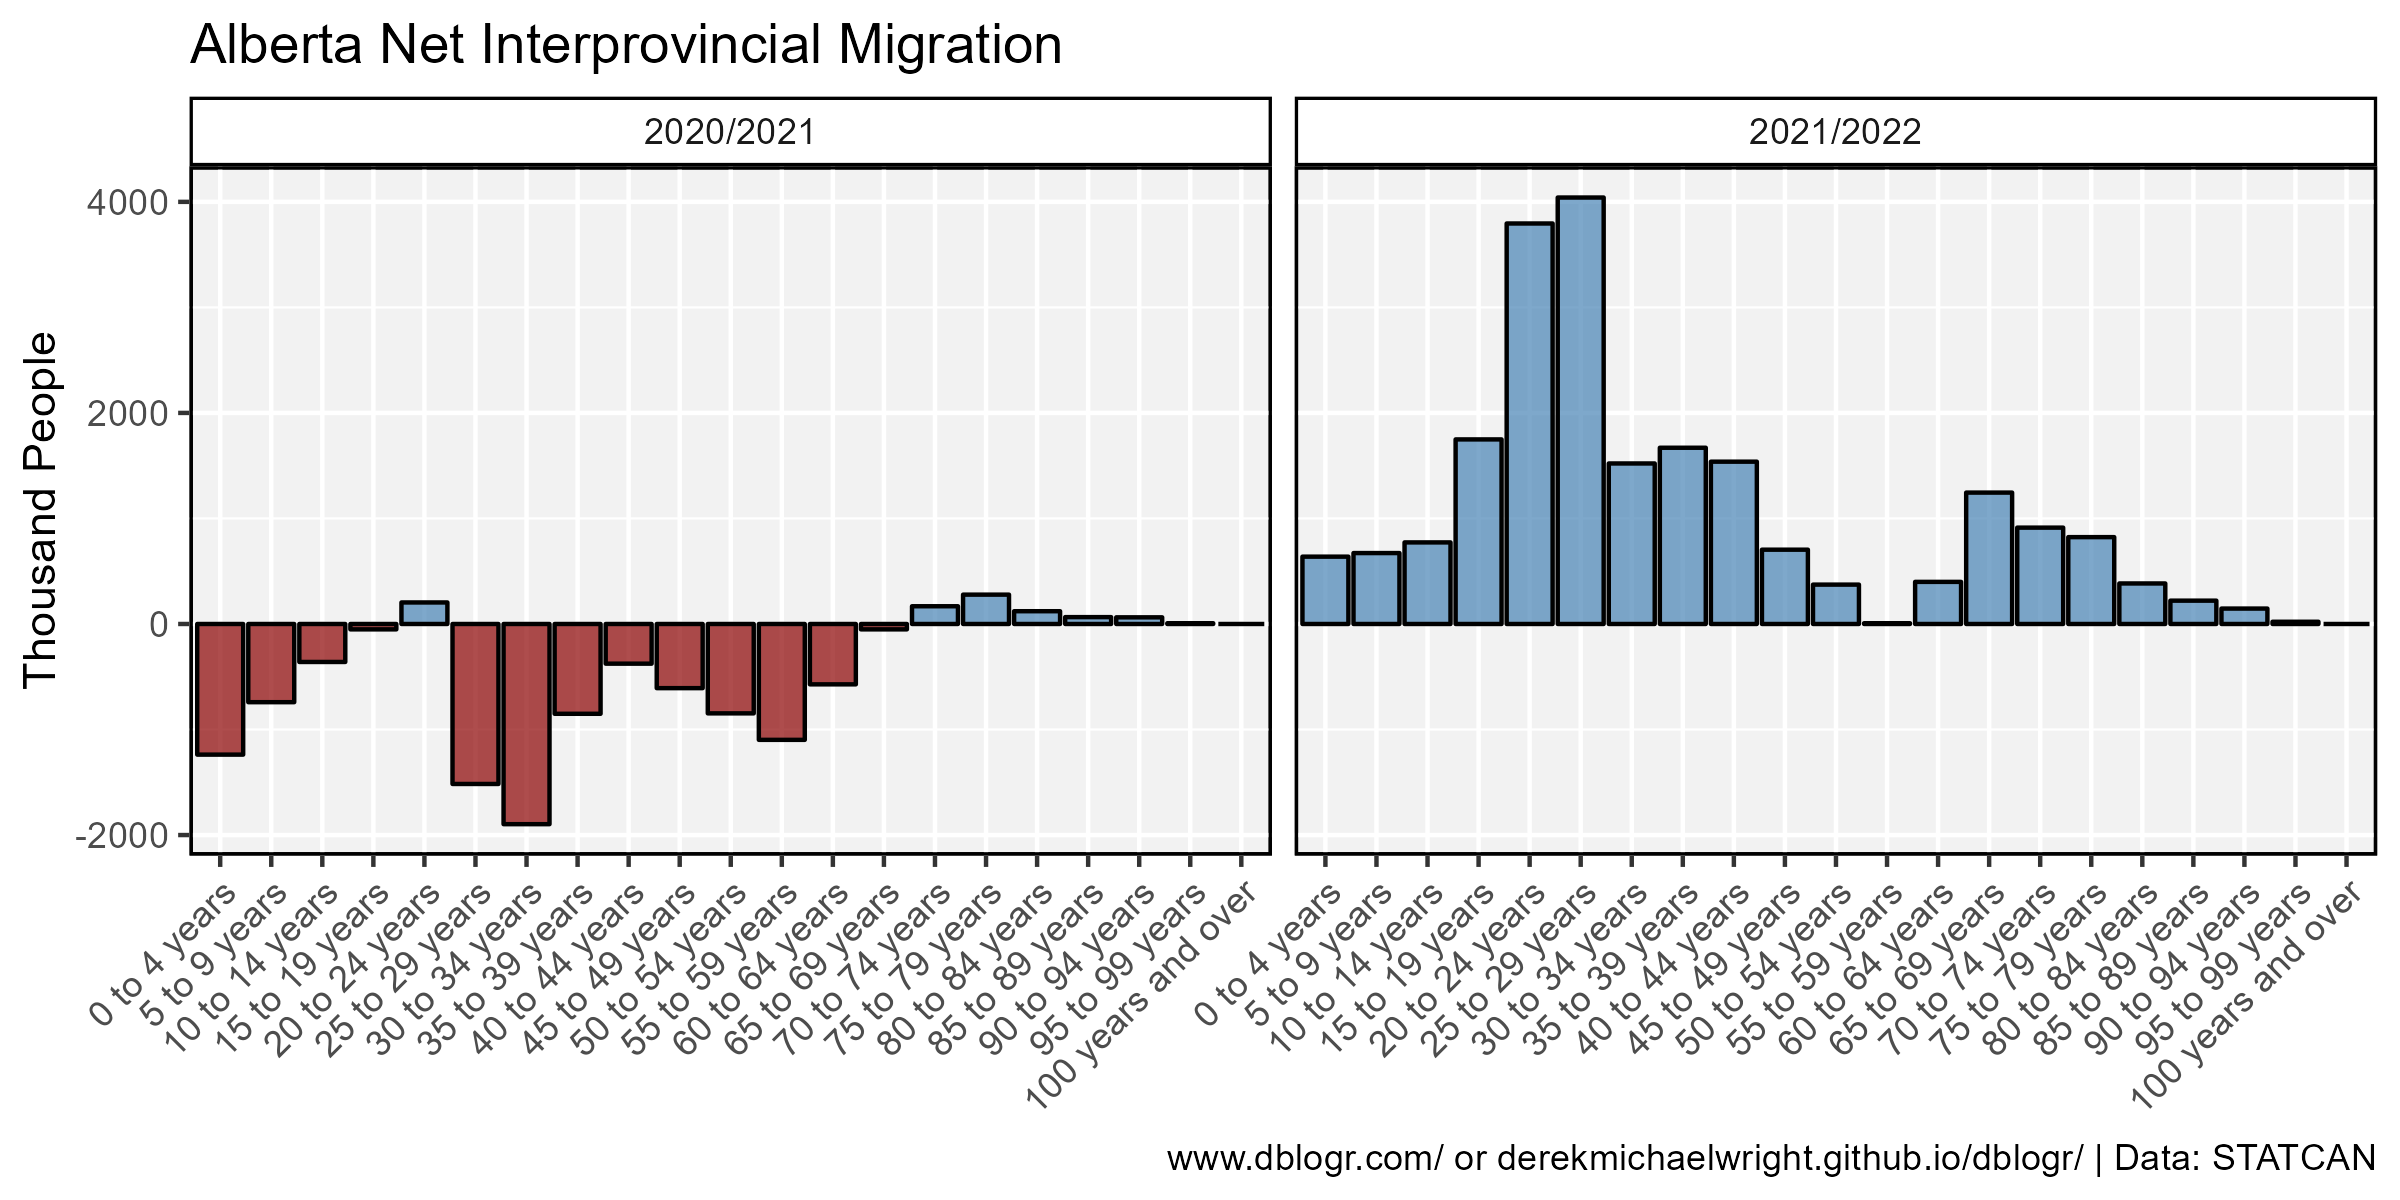 Alberta Net Interprovincial Migration
2020/2021
2021/2022
Thousand People
4000
2000
0
-2000
0 to 4 years
5 to 9 years
10 to 14 years
15 to 19 years
20 to 24 years
25 to 29 years
30 to 34 years
35 to 39 years
40 to 44 years
45 to 49 years
50 to 54 years
55 to 59 years
60 to 64 years
65 to 69 years
70 to 74 years
75 to 79 years
80 to 84 years
85 to 89 years
90 to 94 years
95 to 99 years
100 years and over
0 to 4 years
5 to 9 years
10 to 14 years
15 to 19 years
20 to 24 years
25 to 29 years
30 to 34 years
35 to 39 years
40 to 44 years
45 to 49 years
50 to 54 years
55 to 59 years
60 to 64 years
65 to 69 years
70 to 74 years
75 to 79 years
80 to 84 years
85 to 89 years
90 to 94 years
95 to 99 years
100 years and over
www.dblogr.com/ or derekmichaelwright.github.io/dblogr/ | Data: STATCAN